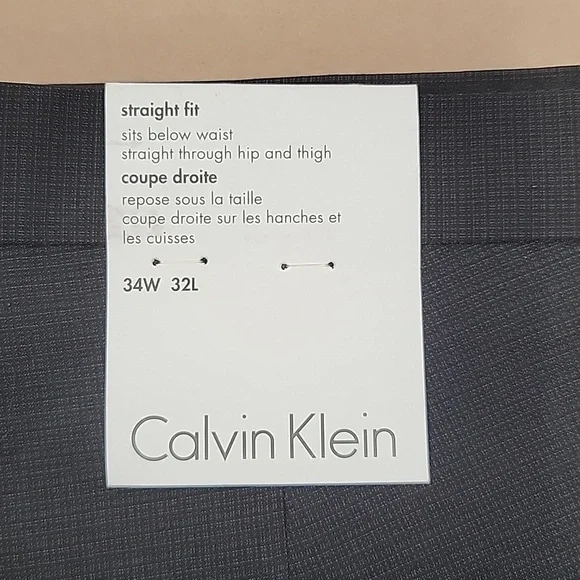 straight fit
sits below waist
straight through hip and thigh
coupe droite
repose sous la taille
coupe droite sur les hanches et
les cuisses
34W 32L
Calvin Klein